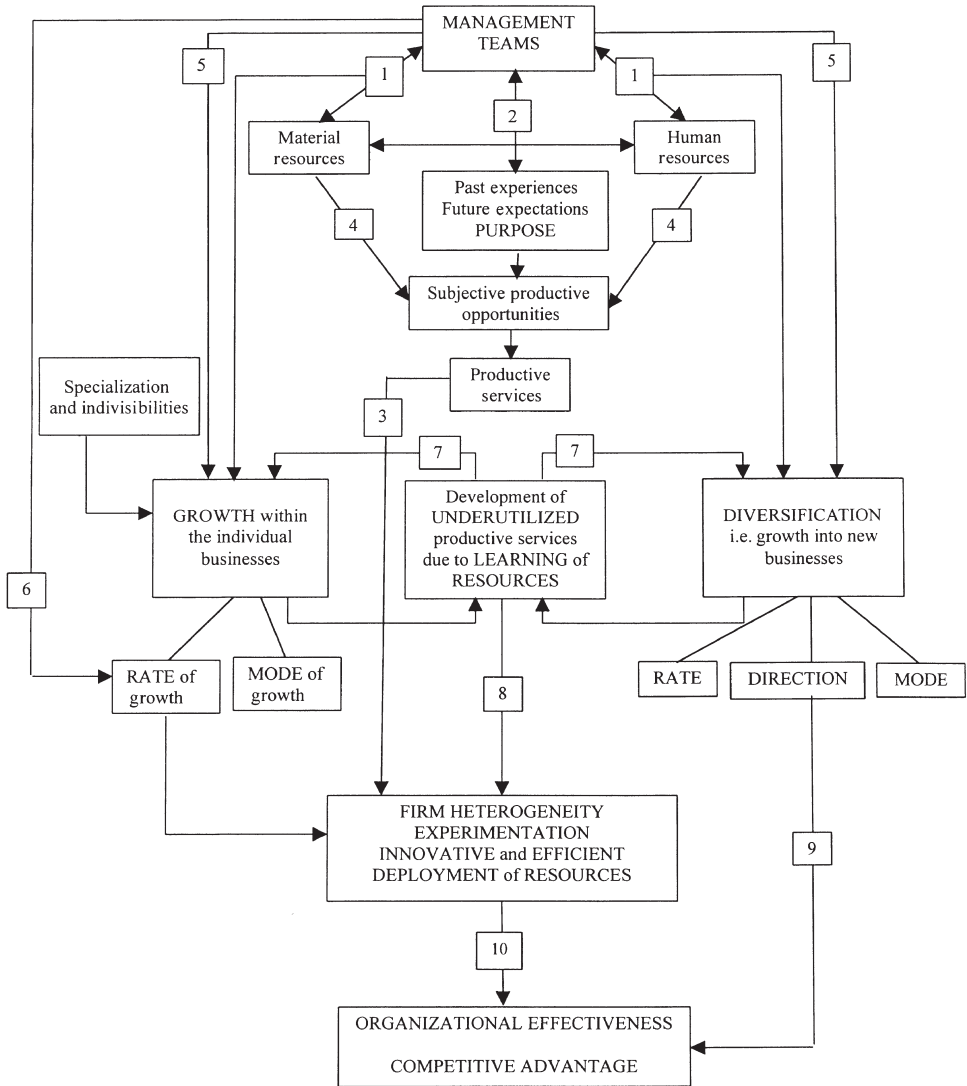 MANAGEMENT
TEAMS
5
1
1
5
2
Material
resources
Human
resources
Past experiences
Future expectations
PURPOSE
4
4
Subjective productive
opportunities
Specialization
and indivisibilities
Productive
services
3
7
7
GROWTH within
the individual
businesses
Development of
UNDERUTILIZED
productive services
due to LEARNING of
RESOURCES
DIVERSIFICATION
i.e. growth into new
businesses
6
RATE of
growth
MODE of
growth
8
RATE
DIRECTION
MODE
FIRM HETEROGENEITY
EXPERIMENTATION
INNOVATIVE and EFFICIENT
DEPLOYMENT of RESOURCES
9
10
ORGANIZATIONAL EFFECTIVENESS
COMPETITIVE ADVANTAGE